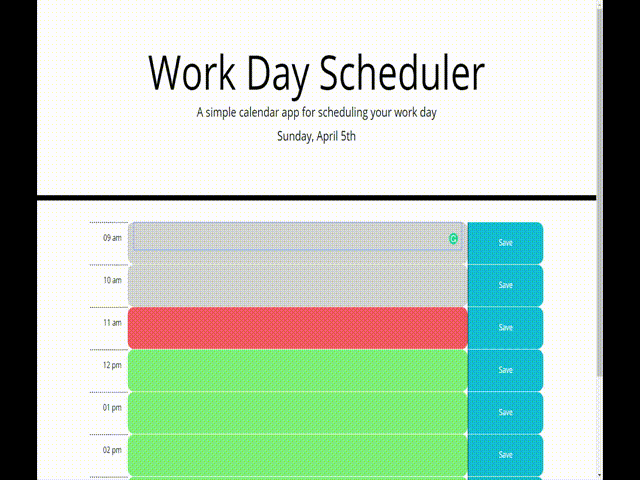 Work Day Scheduler
A simple calendar app for scheduling your work day
Sunday, April 5th
09 am
Save
10 am
Save
11 am
Save
12 pm
Save
01 pm
Save
02 pm
Save